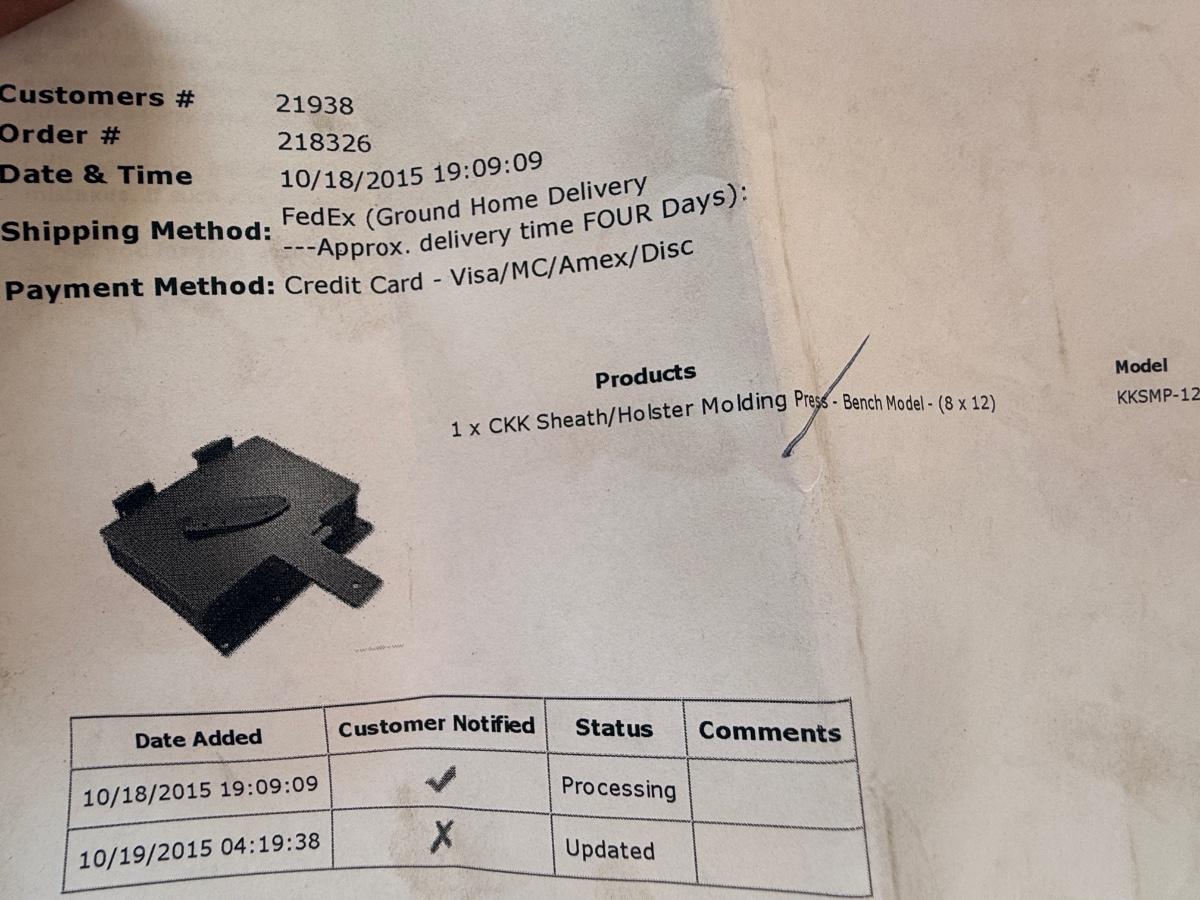 Customers # 21938
Order # 218326
Date & Time 10/18/2015 19:09:09
Shipping Method: FedEx (Ground Home Delivery
---Approx. delivery time FOUR Days):
Payment Method: Credit Card - Visa/MC/Amex/Disc
Products Model
1 x CKK Sheath/Holster Molding Press - Bench Model - (8 x 12) KKSMP-12
Date Added Customer Notified Status Comments
10/18/2015 19:09:09 ✓ Processing
10/19/2015 04:19:38 X Updated